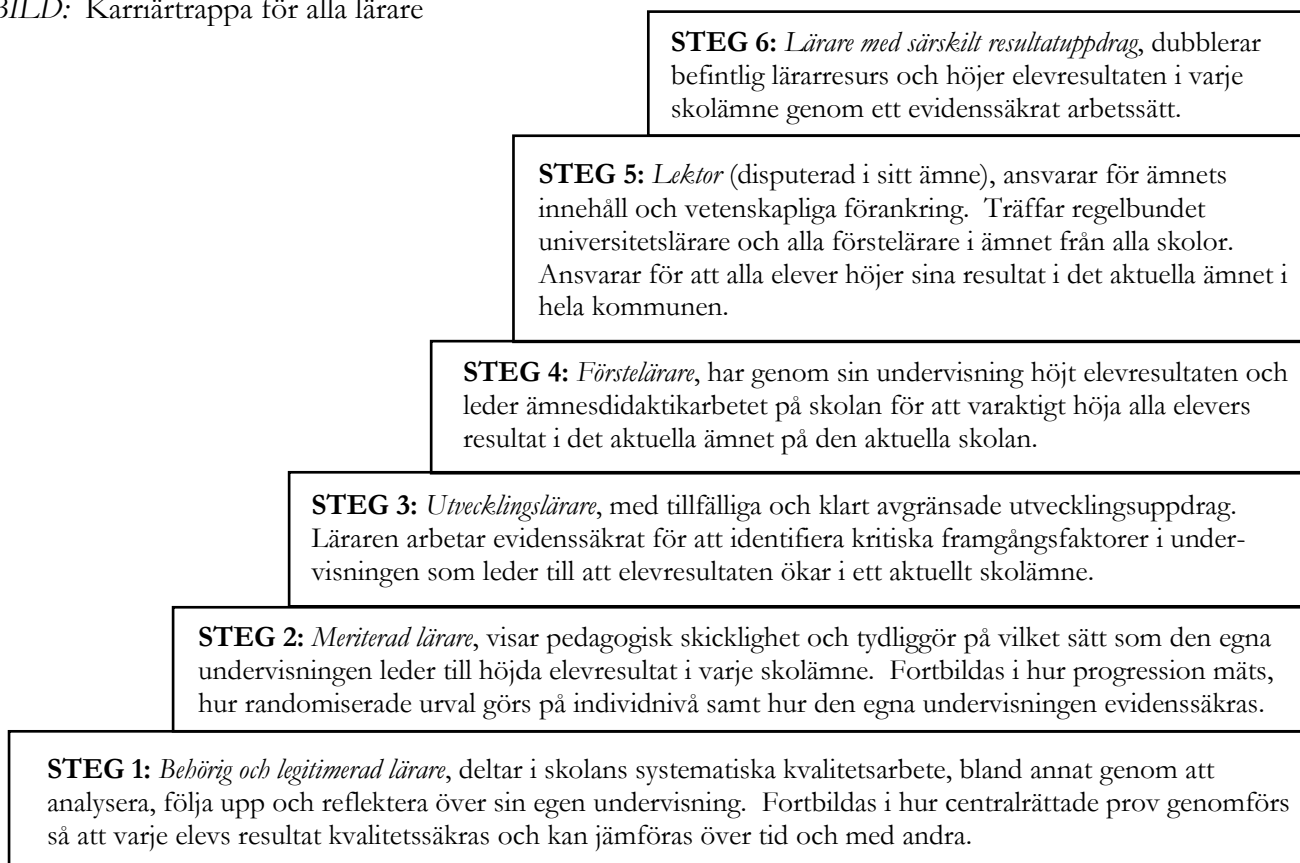 BILD: Karriärtrappa för alla lärare
STEG 6: Lärare med särskilt resultatuppdrag, dubblerar
befintlig lärarresurs och höjer elevresultaten i varje
skolämne genom ett evidenssäkrat arbetssätt.
STEG 5: Lektor (disputerad i sitt ämne), ansvarar för ämnets
innehåll och vetenskapliga förankring. Träffar regelbundet
universitetslärare och alla förstelärare i ämnet från alla skolor.
Ansvarar för att alla elever höjer sina resultat i det aktuella ämnet i
hela kommunen.
STEG 4: Förstelärare, har genom sin undervisning höjt elevresultaten och
leder ämnesdidaktikarbetet på skolan för att varaktigt höja alla elevers
resultat i det aktuella ämnet på den aktuella skolan.
STEG 3: Utvecklingslärare, med tillfälliga och klart avgränsade utvecklingsuppdrag.
Läraren arbetar evidenssäkrat för att identifiera kritiska framgångsfaktorer i under-
visningen som leder till att elevresultaten ökar i ett aktuellt skolämne.
STEG 2: Meriterad lärare, visar pedagogisk skicklighet och tydliggör på vilket sätt som den egna
undervisningen leder till höjda elevresultat i varje skolämne. Fortbildas i hur progression mäts,
hur randomiserade urval görs på individnivå samt hur den egna undervisningen evidenssäkras.
STEG 1: Behörig och legitimerad lärare, deltar i skolans systematiska kvalitetsarbete, bland annat genom att
analysera, följa upp och reflektera över sin egen undervisning. Fortbildas i hur centralrättade prov genomförs
så att varje elevs resultat kvalitetssäkras och kan jämföras över tid och med andra.